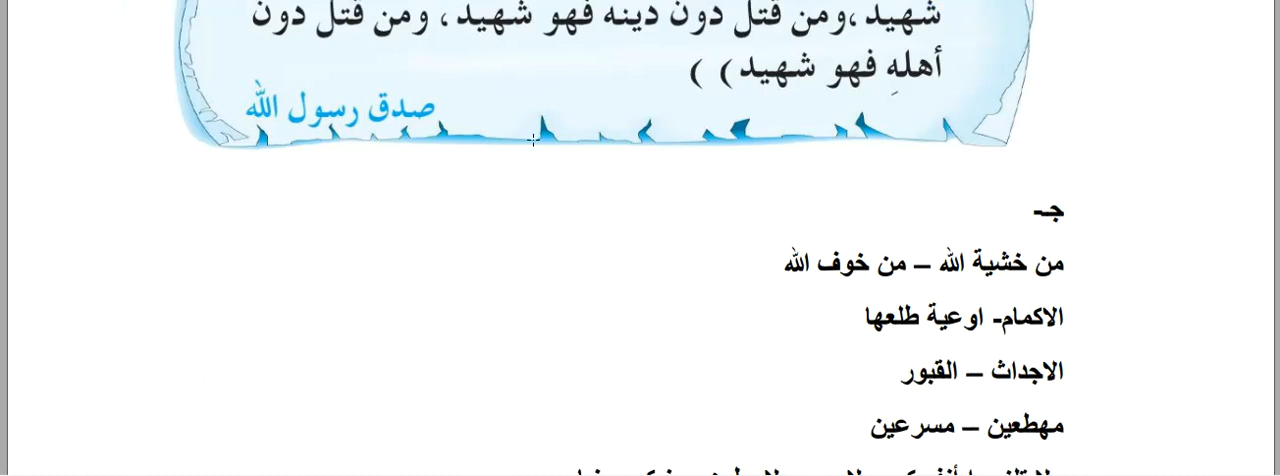 شهيد ،ومن قتل دون دينه فهو شهيد ، ومن قتل دون
أهلهِ فهو شهيد ) )
صدق رسول الله
جـ-
من خشية الله – من خوف الله
الاكمام- اوعية طلعها
الاجداث – القبور
مهطعين – مسرعين